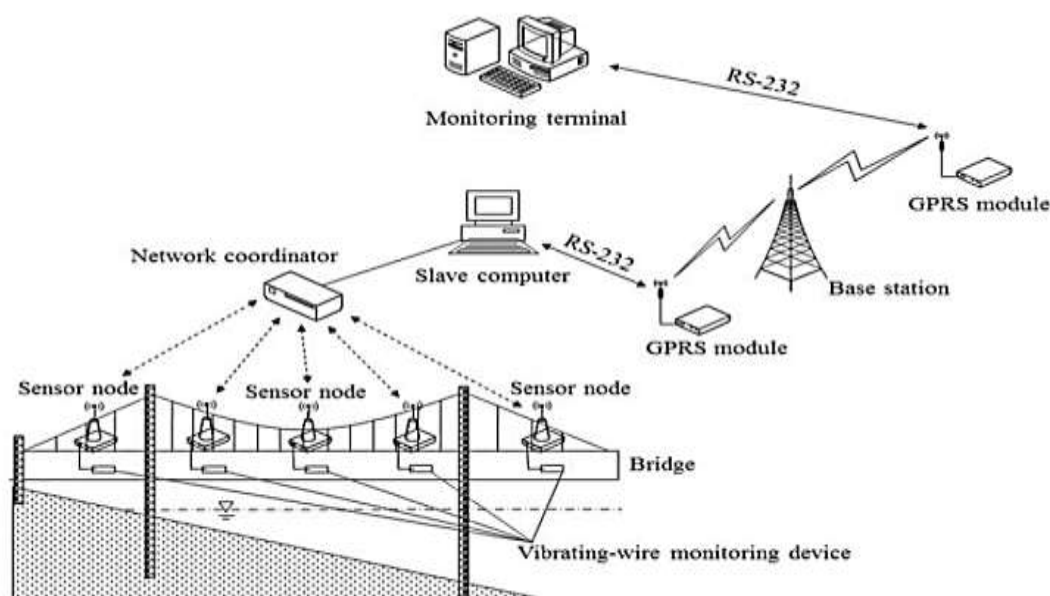 Monitoring terminal
RS-232
GPRS module
Network coordinator
Slave computer
RS-232
Base station
GPRS module
Sensor node
Sensor node
Sensor node
Bridge
Vibrating-wire monitoring device